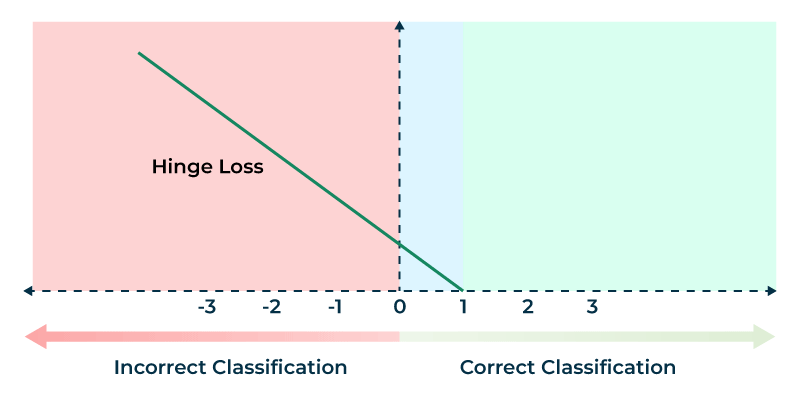 Hinge Loss
-3 -2 -1 0 1 2 3
Incorrect Classification Correct Classification